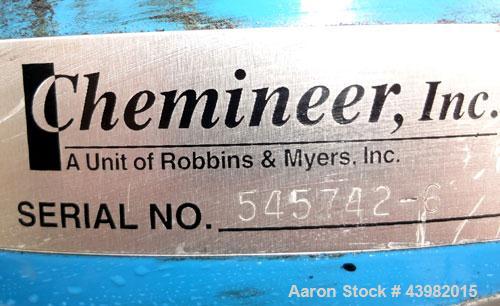 Chemineer, Inc.
A Unit of Robbins & Myers, Inc.
SERIAL NO. 545742-6
Aaron Stock # 43982015